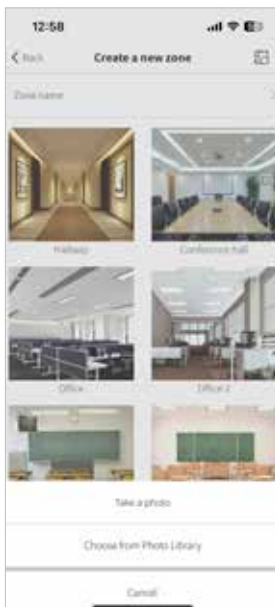 12:58
Back
Create a new zone
Zone name
Hallway
Conference hall
Office
Office 2
Take a photo
Choose from Photo Library
Cancel